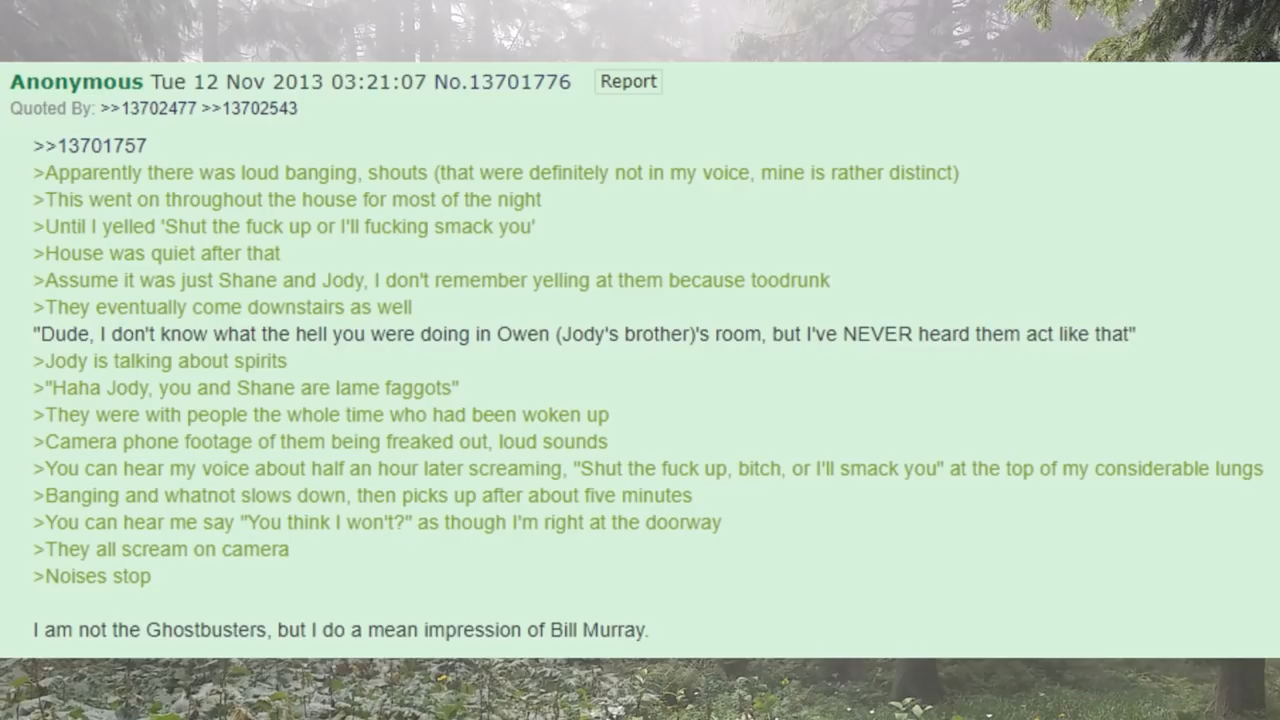 Anonymous Tue 12 Nov 2013 03:21:07 No.13701776 Report
Quoted By: >>13702477 >>13702543
>>13701757
>Apparently there was loud banging, shouts (that were definitely not in my voice, mine is rather distinct)
>This went on throughout the house for most of the night
>Until I yelled 'Shut the fuck up or I'll fucking smack you'
>House was quiet after that
>Assume it was just Shane and Jody, I don't remember yelling at them because toodrunk
>They eventually come downstairs as well
"Dude, I don't know what the hell you were doing in Owen (Jody's brother)'s room, but I've NEVER heard them act like that"
>Jody is talking about spirits
>"Haha Jody, you and Shane are lame faggots"
>They were with people the whole time who had been woken up
>Camera phone footage of them being freaked out, loud sounds
>You can hear my voice about half an hour later screaming, "Shut the fuck up, bitch, or I'll smack you" at the top of my considerable lungs
>Banging and whatnot slows down, then picks up after about five minutes
>You can hear me say "You think I won't?" as though I'm right at the doorway
>They all scream on camera
>Noises stop
I am not the Ghostbusters, but I do a mean impression of Bill Murray.